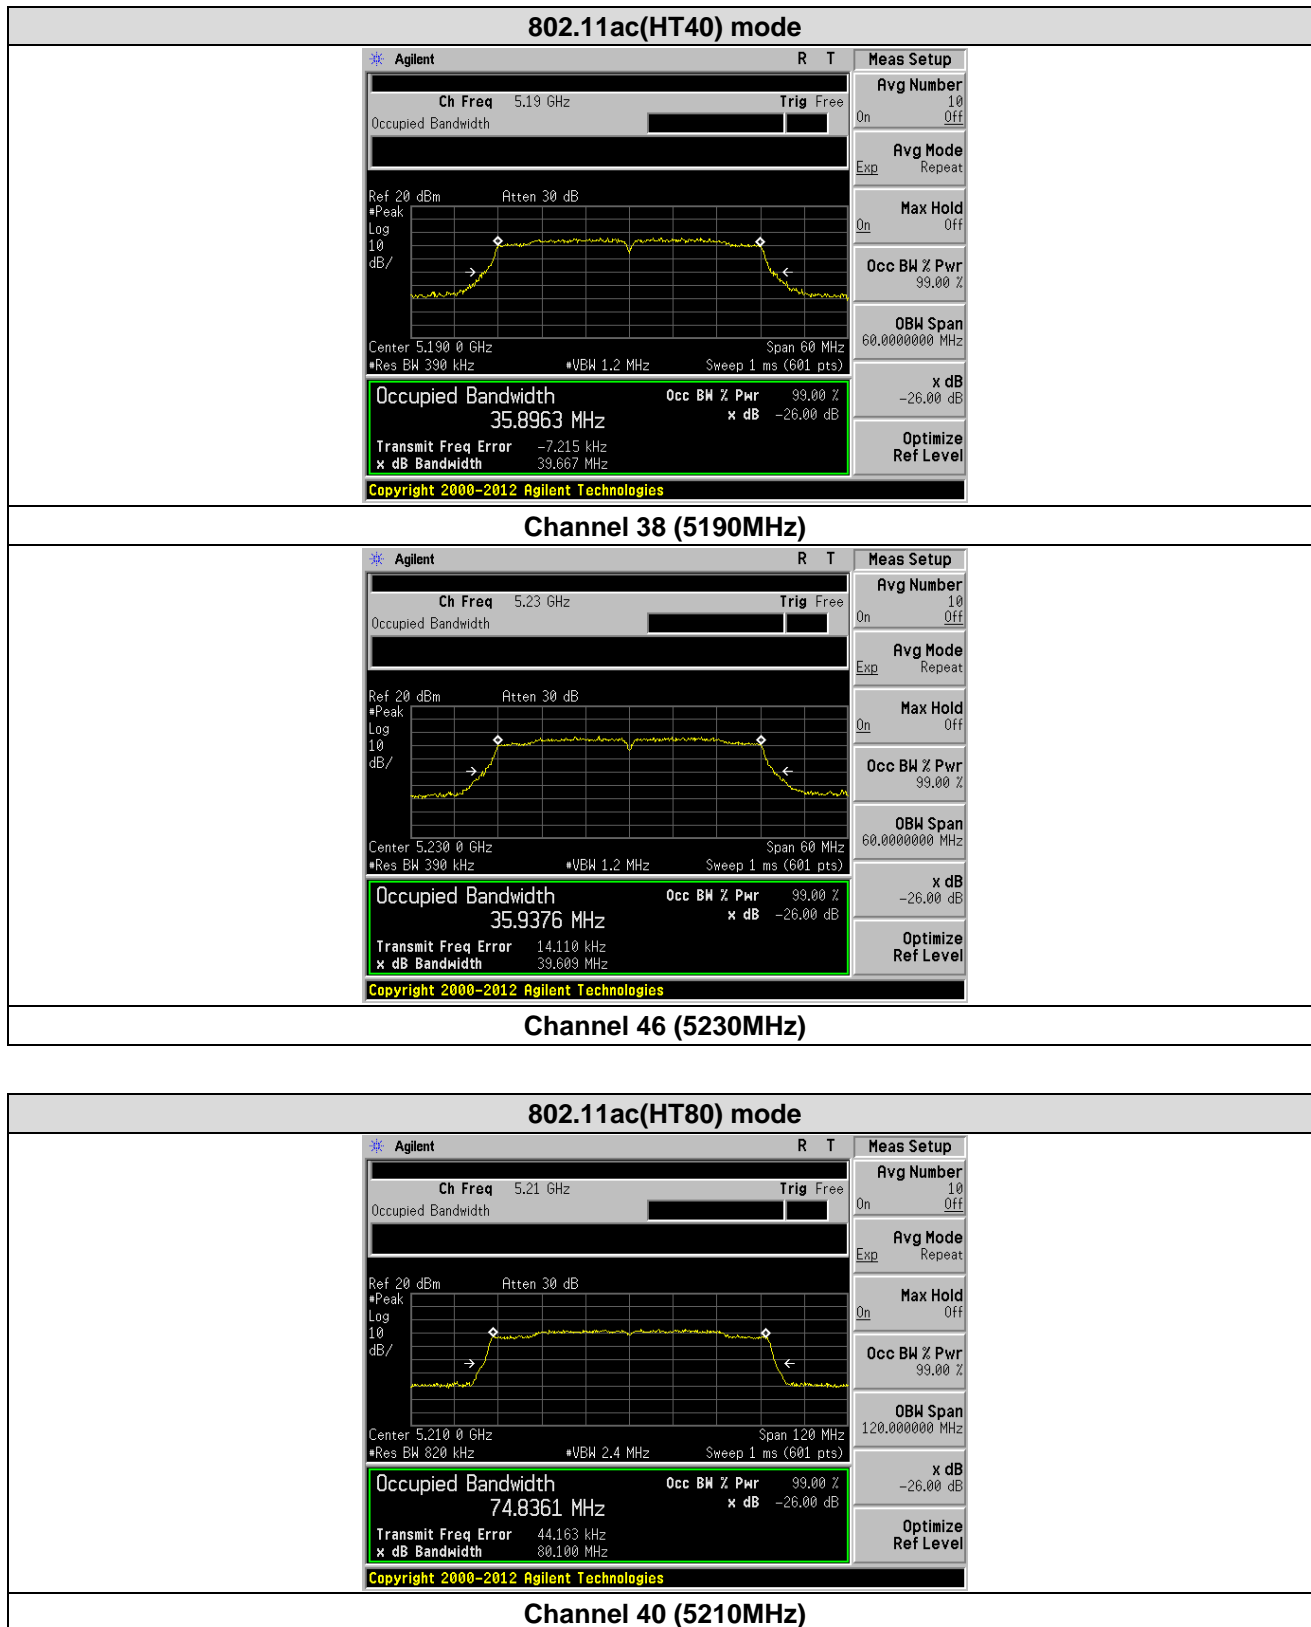 802.11ac(HT40) mode
Agilent R T Meas Setup
Ch Freq 5.19 GHz Trig Free
Occupied Bandwidth
Avg Number
10
On Off
Avg Mode
Exp Repeat
Max Hold
On Off
Occ BW % Pwr
99.00 %
OBW Span
60.0000000 MHz
x dB
-26.00 dB
Optimize
Ref Level
Ref 20 dBm Atten 30 dB
#Peak
Log
10
dB/
Center 5.190 0 GHz Span 60 MHz
#Res BW 390 kHz #VBW 1.2 MHz Sweep 1 ms (601 pts)
Occupied Bandwidth Occ BW % Pwr 99.00 %
35.8963 MHz x dB -26.00 dB
Transmit Freq Error -7.215 kHz
x dB Bandwidth 39.667 MHz
Copyright 2000-2012 Agilent Technologies
Channel 38 (5190MHz)
Agilent R T Meas Setup
Ch Freq 5.23 GHz Trig Free
Occupied Bandwidth
Avg Number
10
On Off
Avg Mode
Exp Repeat
Max Hold
On Off
Occ BW % Pwr
99.00 %
OBW Span
60.0000000 MHz
x dB
-26.00 dB
Optimize
Ref Level
Ref 20 dBm Atten 30 dB
#Peak
Log
10
dB/
Center 5.230 0 GHz Span 60 MHz
#Res BW 390 kHz #VBW 1.2 MHz Sweep 1 ms (601 pts)
Occupied Bandwidth Occ BW % Pwr 99.00 %
35.9376 MHz x dB -26.00 dB
Transmit Freq Error 14.110 kHz
x dB Bandwidth 39.609 MHz
Copyright 2000-2012 Agilent Technologies
Channel 46 (5230MHz)
802.11ac(HT80) mode
Agilent R T Meas Setup
Ch Freq 5.21 GHz Trig Free
Occupied Bandwidth
Avg Number
10
On Off
Avg Mode
Exp Repeat
Max Hold
On Off
Occ BW % Pwr
99.00 %
OBW Span
120.000000 MHz
x dB
-26.00 dB
Optimize
Ref Level
Ref 20 dBm Atten 30 dB
#Peak
Log
10
dB/
Center 5.210 0 GHz Span 120 MHz
#Res BW 820 kHz #VBW 2.4 MHz Sweep 1 ms (601 pts)
Occupied Bandwidth Occ BW % Pwr 99.00 %
74.8361 MHz x dB -26.00 dB
Transmit Freq Error 44.163 kHz
x dB Bandwidth 80.100 MHz
Copyright 2000-2012 Agilent Technologies
Channel 40 (5210MHz)